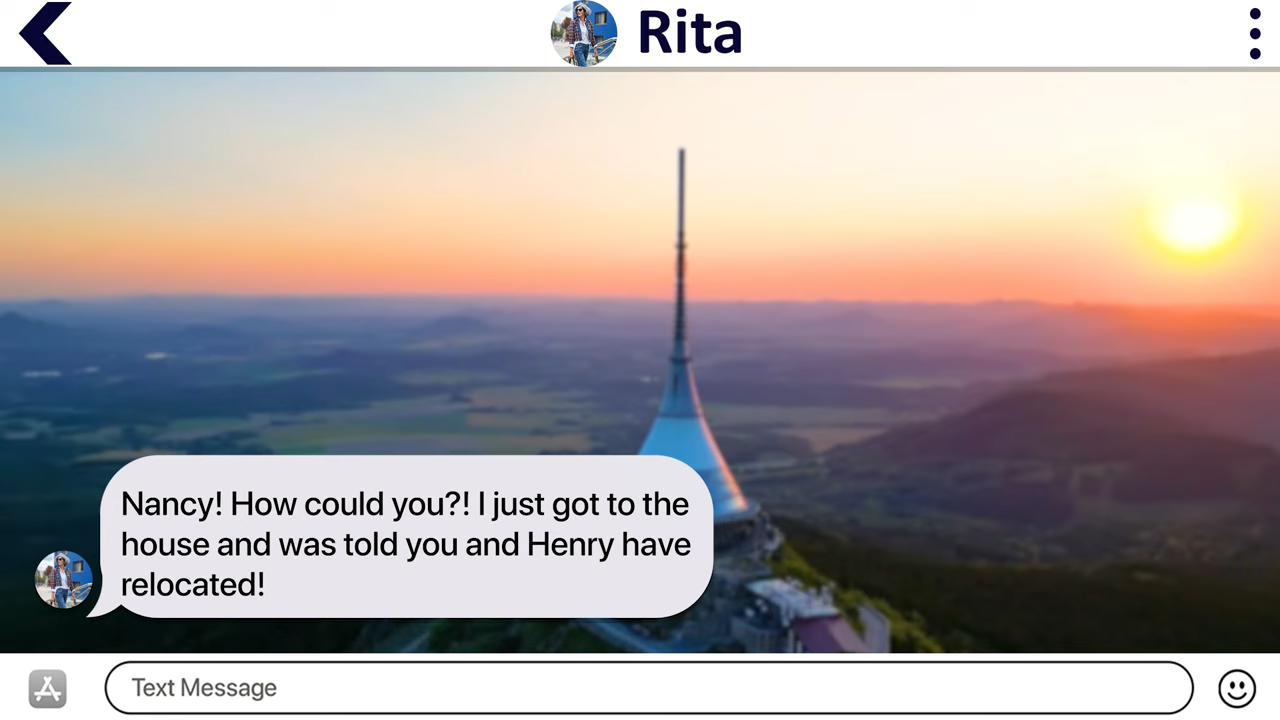 Rita
Nancy! How could you?! I just got to the
house and was told you and Henry have
relocated!
Text Message